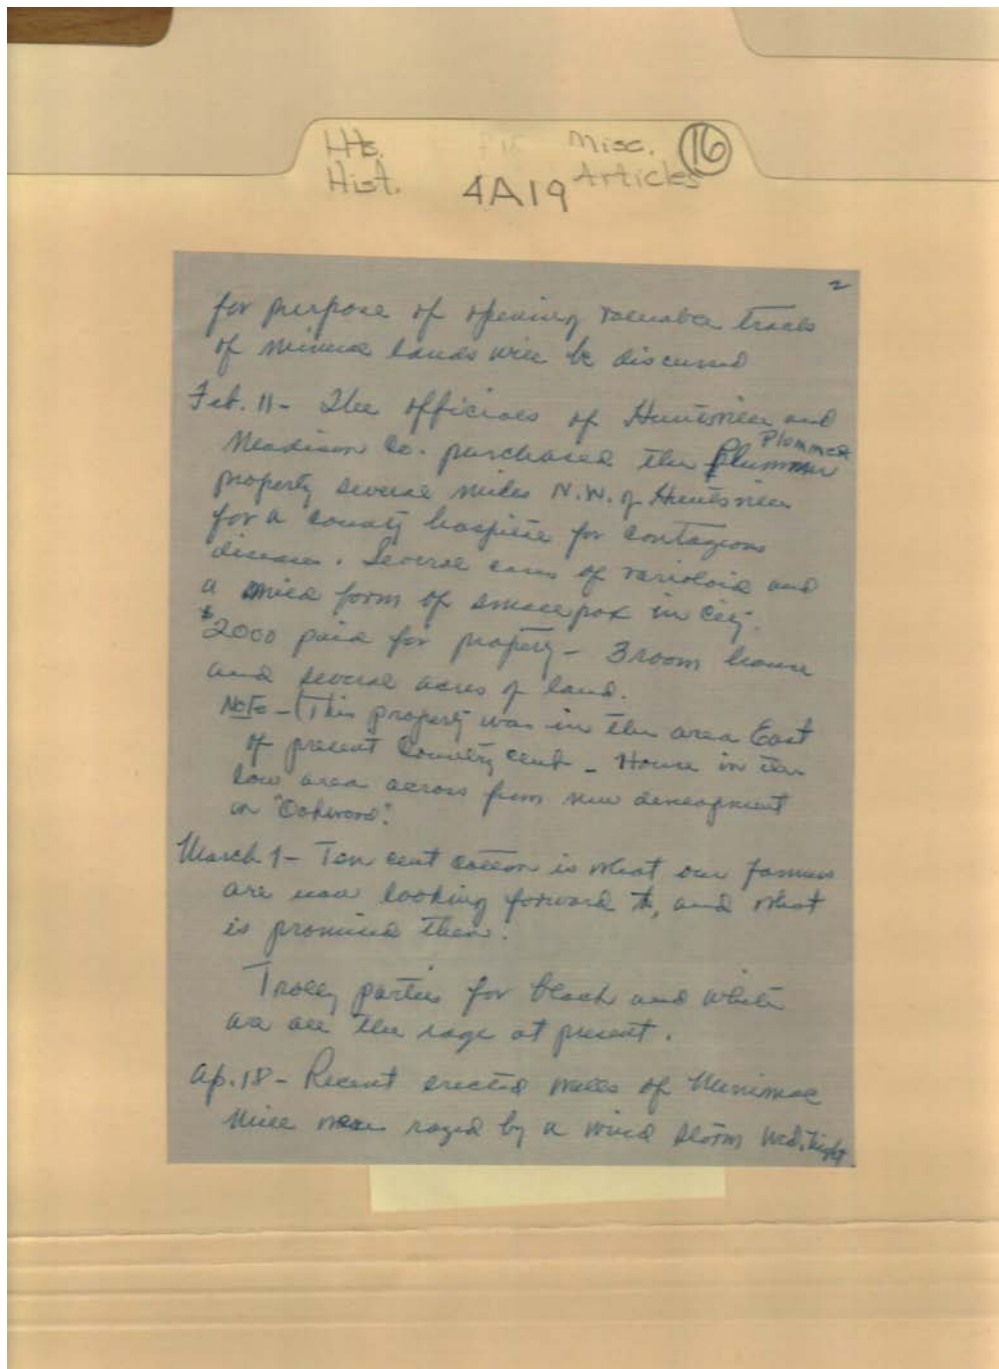 Hts. Misc. 16
Hist. 4A19 Articles
2
for purpose of opening valuable tracts
of mineral lands will be discussed
Feb. 11 - The officials of Huntsville and
Plummer
Madison Co. purchased the Plummer
property several miles N.W. of Huntsville
for a county hospital for contagious
diseases. Several cases of varioloid and
a mild form of smallpox in city.
$2000 paid for property - 3 room house
and several acres of land.
Note - (This property was in the area East
of present Country Club - House in the
low area across from new development
on "Oakwood".
March 1 - Ten cent cotton is what our farmers
are now looking forward to, and what
is promised them.
Trolley parties for black and white
are all the rage at present.
Ap. 18 - Recent erected walls of Merrimac
Mill were razed by a wind storm Wed. night.